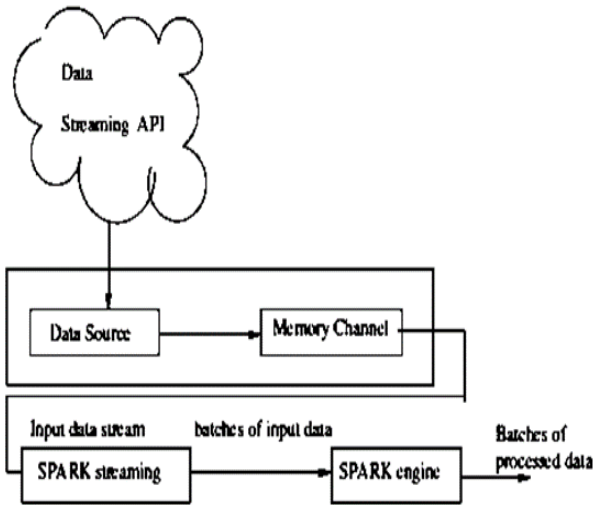 Data
Streaming API
Data Source
Memory Channel
Input data stream
batches of input data
Batches of
processed data
SPARK streaming
SPARK engine